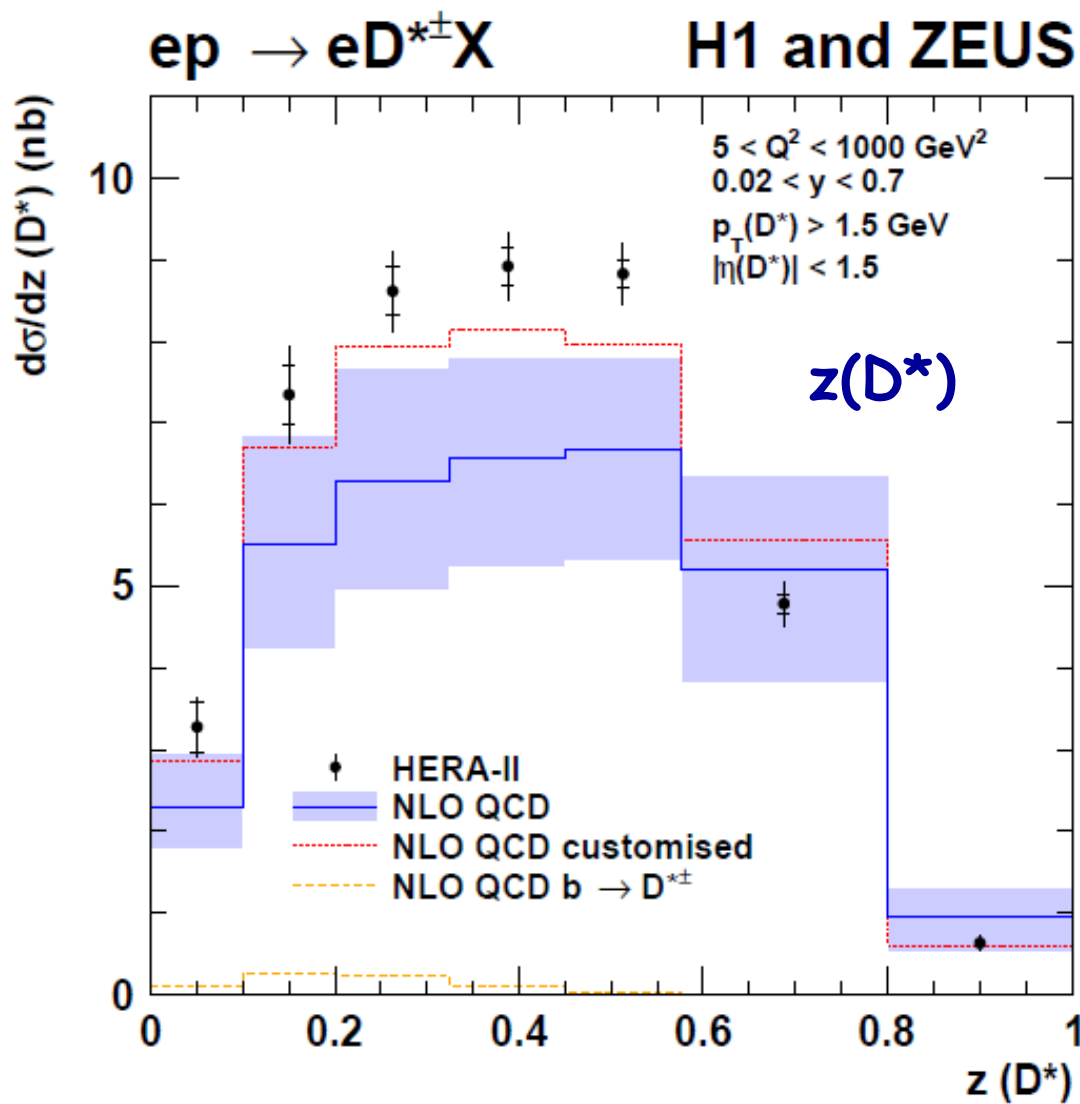 ep → eD*±X H1 and ZEUS
dσ/dz (D*) (nb)
5 < Q² < 1000 GeV²
0.02 < y < 0.7
p_T(D*) > 1.5 GeV
|η(D*)| < 1.5
z(D*)
10
5
0
HERA-II
NLO QCD
NLO QCD customised
NLO QCD b → D*±
0 0.2 0.4 0.6 0.8 1
z (D*)